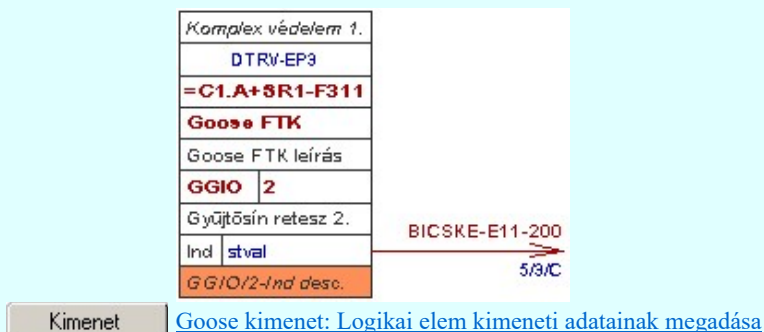 Komplex védelem 1.
DTRV-EP3
=C1.A+SR1-F311
Goose FTK
Goose FTK leírás
GGIO 2
Gyűjtősín retesz 2.
BICSKE-E11-200
Ind stval
5/3/C
GGIO/2-Ind desc.
Kimenet Goose kimenet: Logikai elem kimeneti adatainak megadása